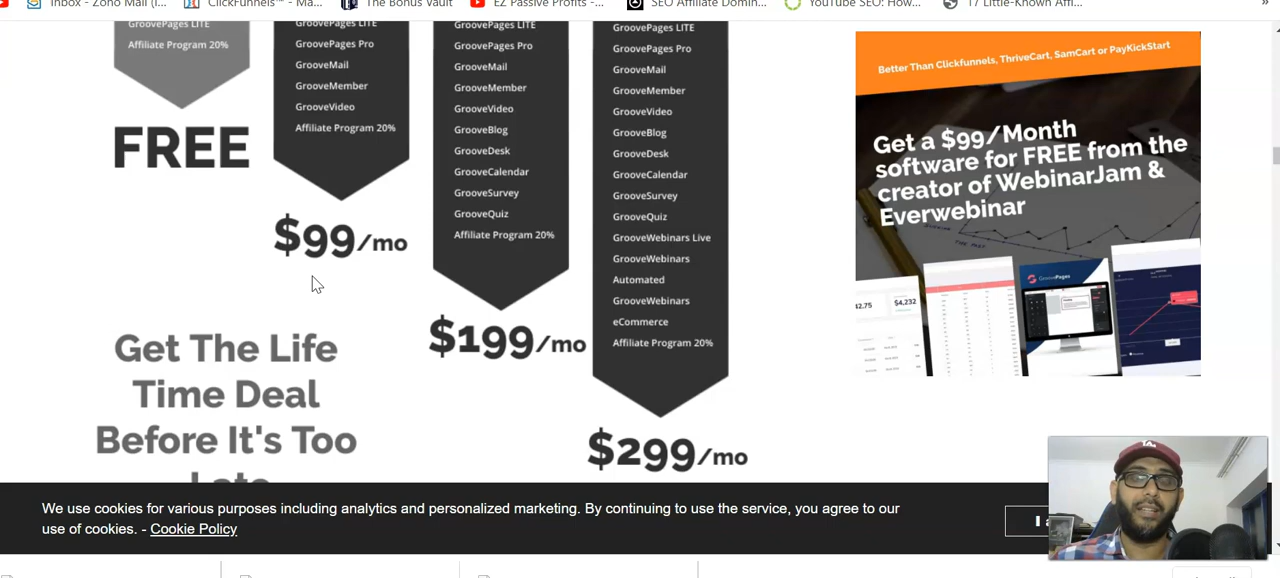 Inbox - Zoho Mail (I...
ClickFunnels™ - Ma...
The Bonus Vault
EZ Passive Profits -...
SEO Affiliate Domin...
YouTube SEO: How...
17 Little-Known Affi...
»
GroovePages LITE
Affiliate Program 20%
FREE
GroovePages LITE
GroovePages Pro
GrooveMail
GrooveMember
GrooveVideo
Affiliate Program 20%
$99/mo
GroovePages LITE
GroovePages Pro
GrooveMail
GrooveMember
GrooveVideo
GrooveBlog
GrooveDesk
GrooveCalendar
GrooveSurvey
GrooveQuiz
Affiliate Program 20%
$199/mo
GroovePages LITE
GroovePages Pro
GrooveMail
GrooveMember
GrooveVideo
GrooveBlog
GrooveDesk
GrooveCalendar
GrooveSurvey
GrooveQuiz
GrooveWebinars Live
GrooveWebinars
Automated
GrooveWebinars
eCommerce
Affiliate Program 20%
$299/mo
Get The Life
Time Deal
Before It's Too
Late
Better Than Clickfunnels, ThriveCart, SamCart or PayKickStart
Get a $99/Month
software for FREE from the
creator of WebinarJam &
Everwebinar
42.75
$4,232
GroovePages
We use cookies for various purposes including analytics and personalized marketing. By continuing to use the service, you agree to our
use of cookies. - Cookie Policy
I